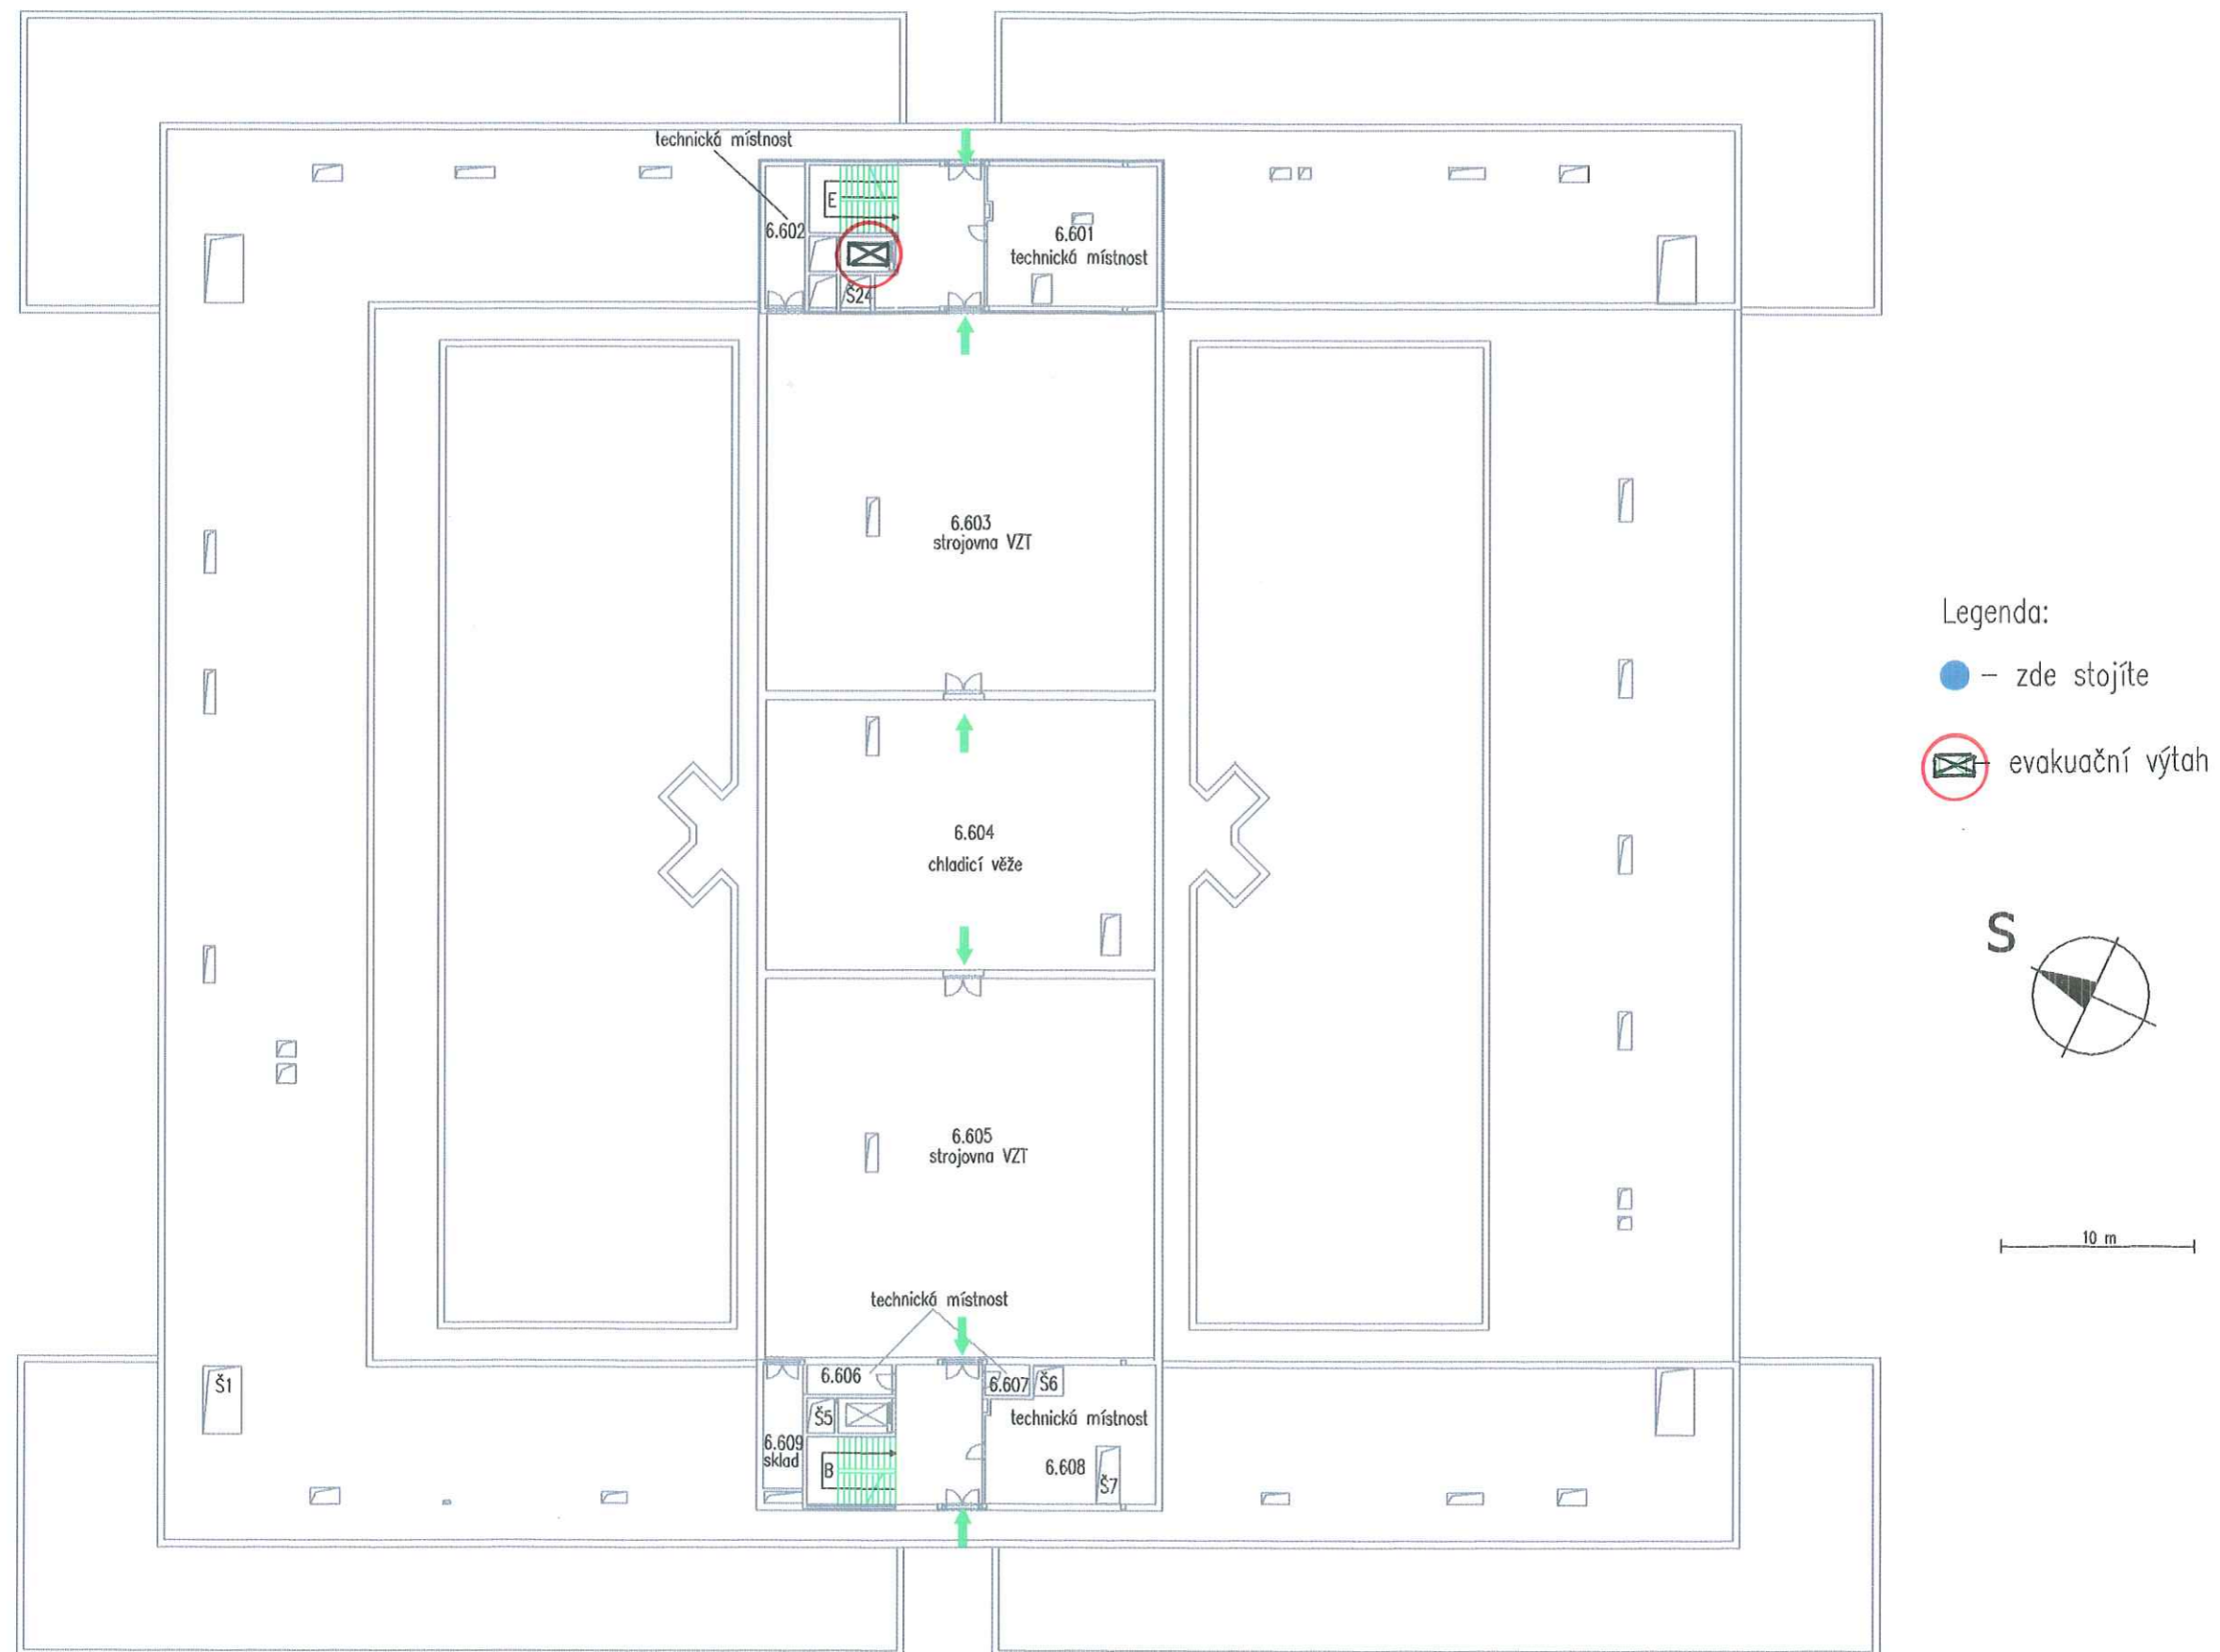 technická místnost
E
6.602
6.601
technická místnost
Š24
6.603
strojovna VZT
Legenda:
– zde stojíte
– evakuační výtah
6.604
chladicí věže
S
6.605
strojovna VZT
10 m
technická místnost
6.606
6.607
Š6
Š1
Š5
technická místnost
6.609
sklad
B
6.608
Š7